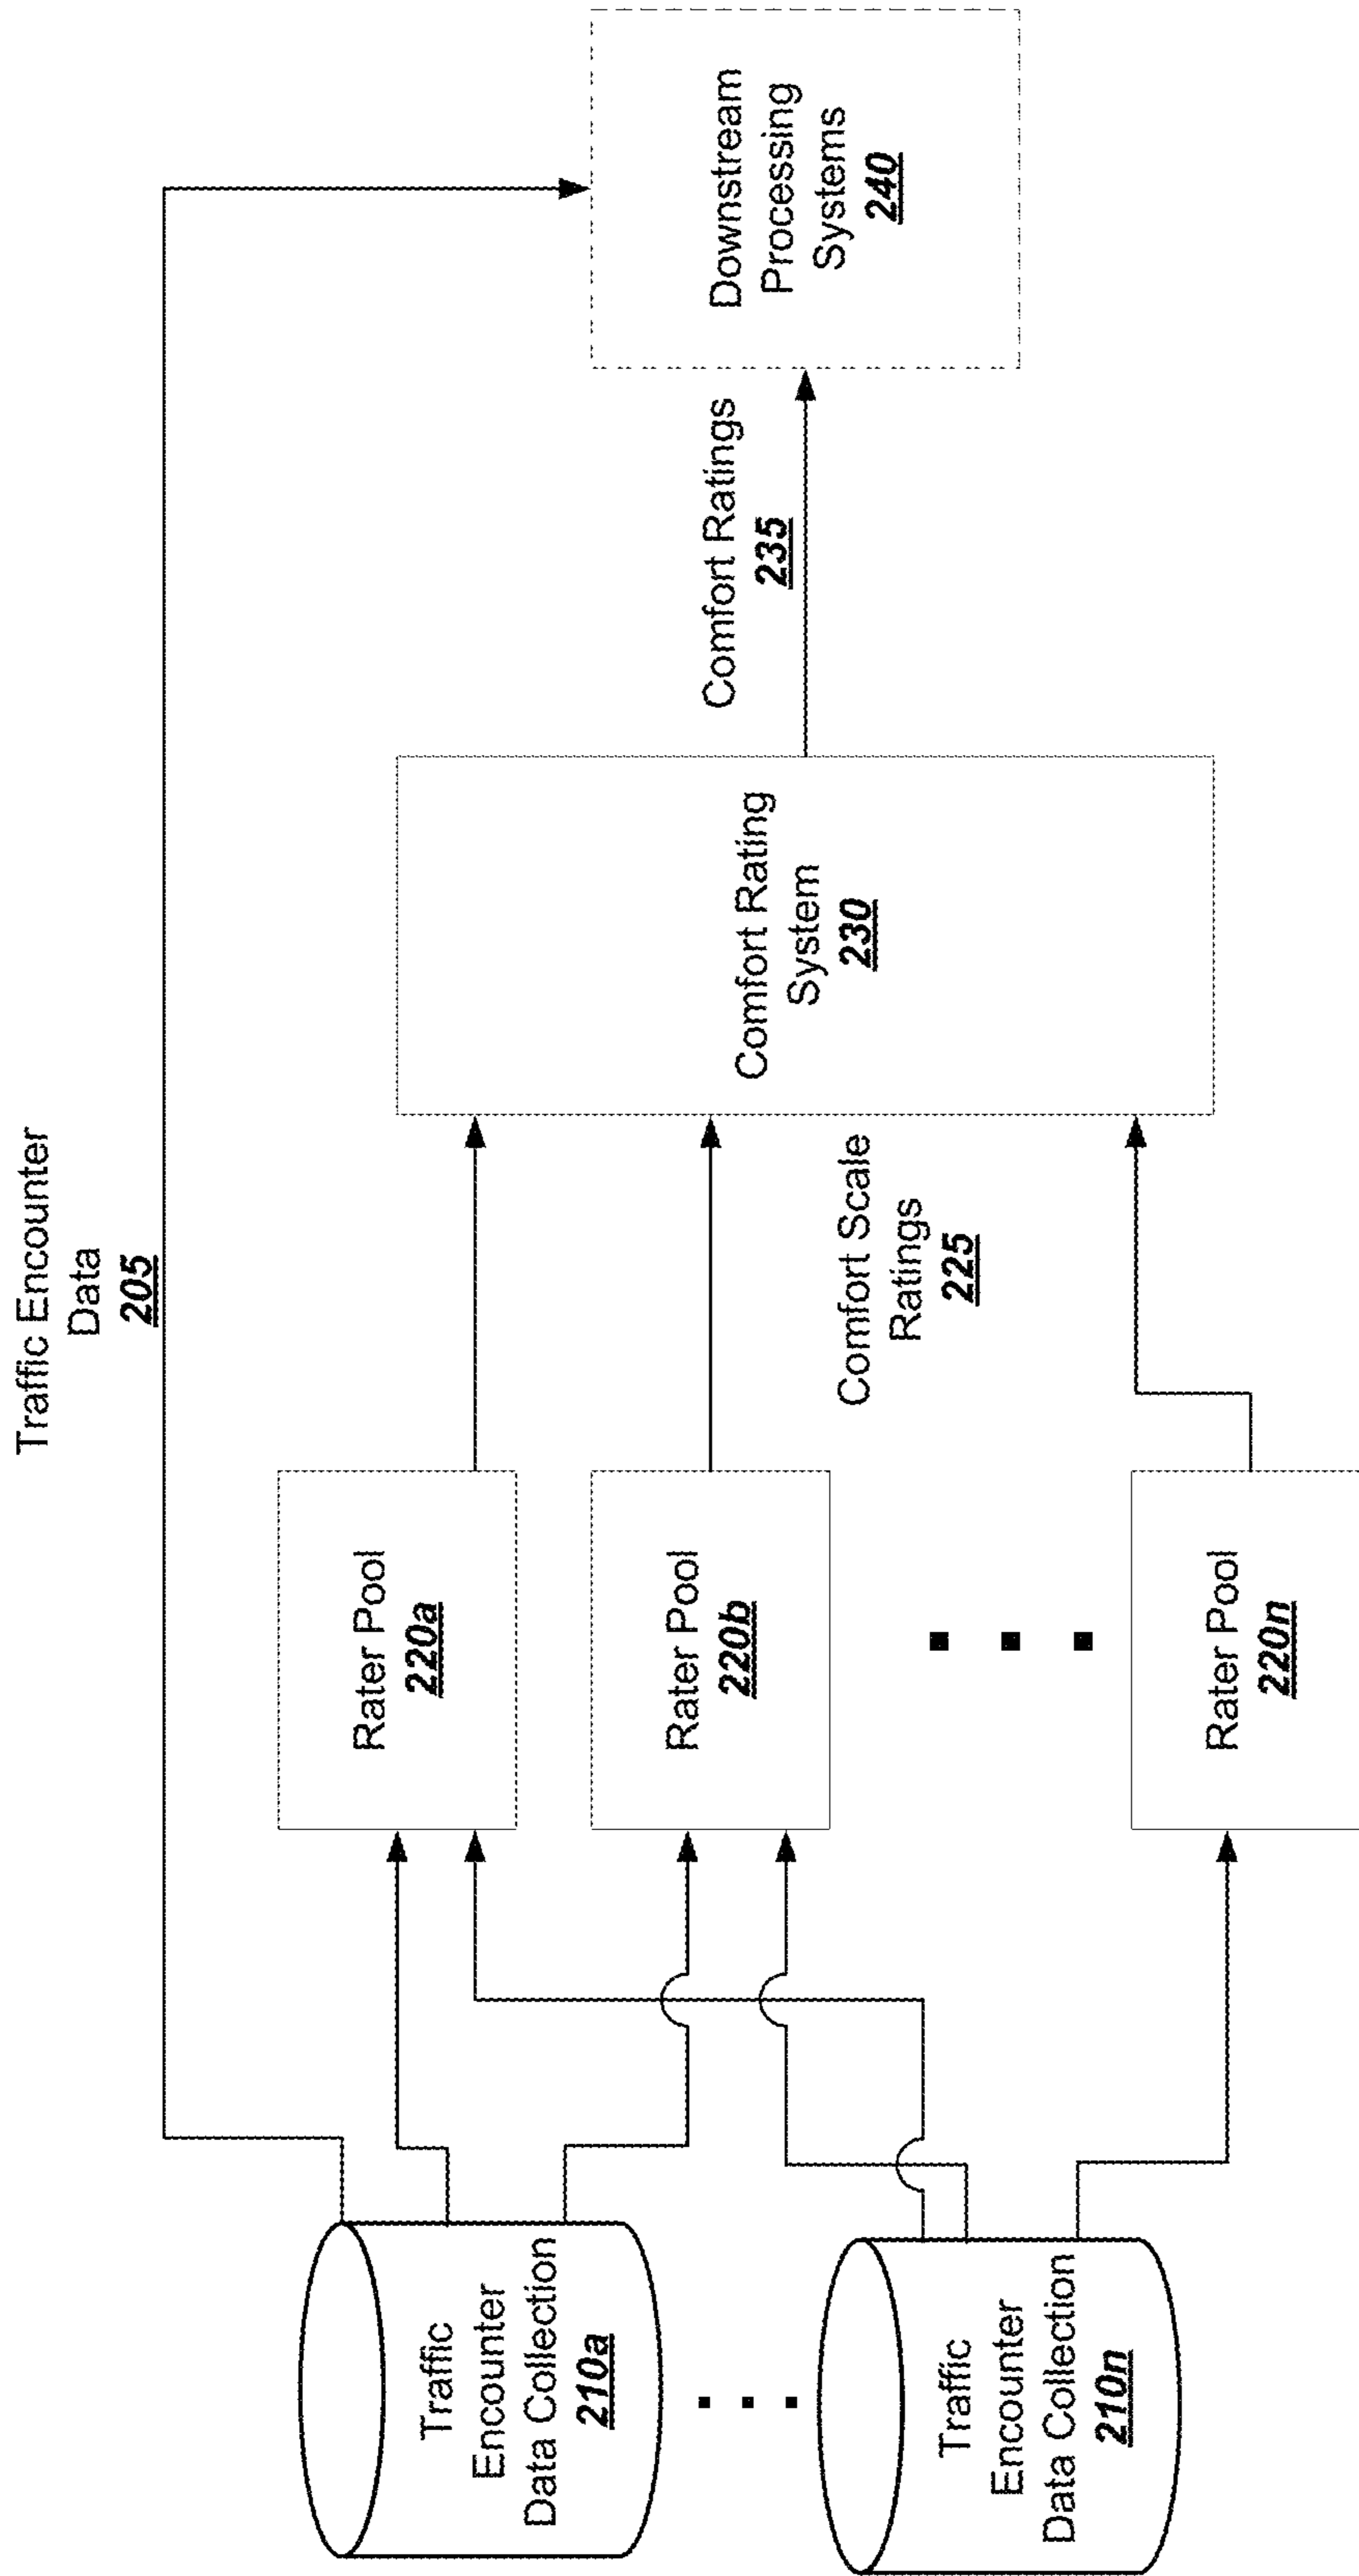 Traffic Encounter
Data
205
Traffic
Encounter
Data Collection
210a
Traffic
Encounter
Data Collection
210n
Rater Pool
220a
Rater Pool
220b
Rater Pool
220n
Comfort Scale
Ratings
225
Comfort Rating
System
230
Comfort Ratings
235
Downstream
Processing
Systems
240